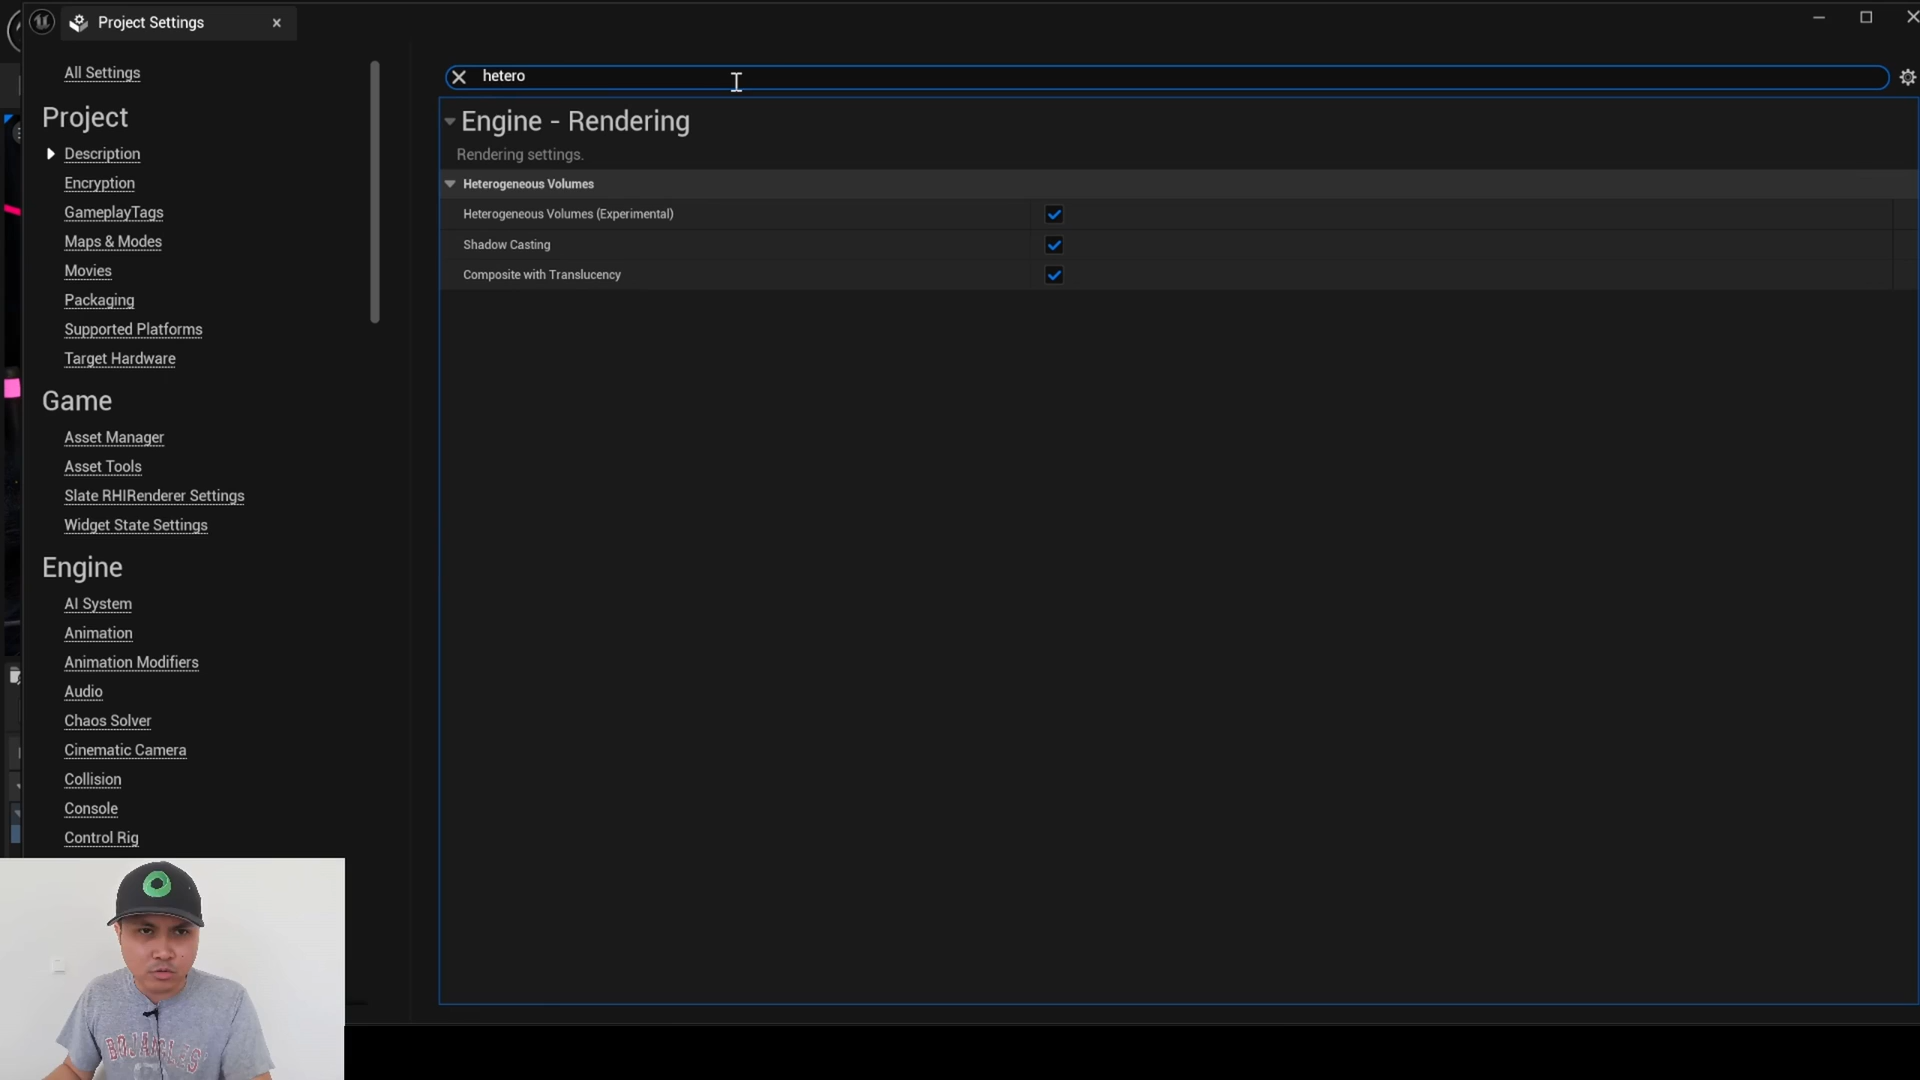 Project Settings
All Settings
Project
Description
Encryption
GameplayTags
Maps & Modes
Movies
Packaging
Supported Platforms
Target Hardware
Game
Asset Manager
Asset Tools
Slate RHIRenderer Settings
Widget State Settings
Engine
AI System
Animation
Animation Modifiers
Audio
Chaos Solver
Cinematic Camera
Collision
Console
Control Rig
hetero
Engine - Rendering
Rendering settings.
Heterogeneous Volumes
Heterogeneous Volumes (Experimental)
Shadow Casting
Composite with Translucency
BOJANGLES'